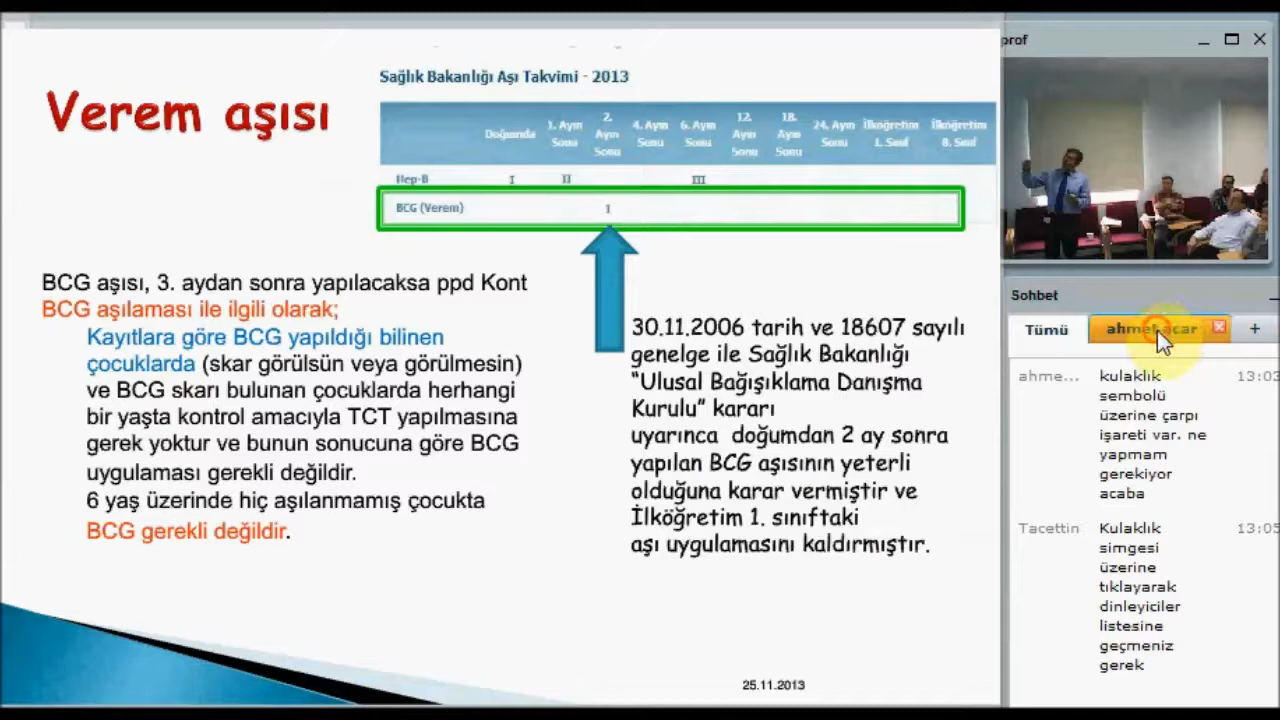 Verem aşısı
Sağlık Bakanlığı Aşı Takvimi - 2013
Doğumda
1. Ayın Sonu
2. Ayın Sonu
4. Ayın Sonu
6. Ayın Sonu
12. Ayın Sonu
18. Ayın Sonu
24. Ayın Sonu
İlköğretim 1. Sınıf
İlköğretim 8. Sınıf
Hep-B I II III
BCG (Verem) I
BCG aşısı, 3. aydan sonra yapılacaksa ppd Kont
BCG aşılaması ile ilgili olarak;
Kayıtlara göre BCG yapıldığı bilinen
çocuklarda (skar görülsün veya görülmesin)
ve BCG skarı bulunan çocuklarda herhangi
bir yaşta kontrol amacıyla TCT yapılmasına
gerek yoktur ve bunun sonucuna göre BCG
uygulaması gerekli değildir.
6 yaş üzerinde hiç aşılanmamış çocukta
BCG gerekli değildir.
30.11.2006 tarih ve 18607 sayılı
genelge ile Sağlık Bakanlığı
“Ulusal Bağışıklama Danışma
Kurulu” kararı
uyarınca doğumdan 2 ay sonra
yapılan BCG aşısının yeterli
olduğuna karar vermiştir ve
İlköğretim 1. sınıftaki
aşı uygulamasını kaldırmıştır.
25.11.2013
prof
Sohbet
Tümü
ahmet acar
+
ahme... kulaklık 13:03
sembolü
üzerine çarpı
işareti var. ne
yapmam
gerekiyor
acaba
Tacettin Kulaklık 13:05
simgesi
üzerine
tıklayarak
dinleyiciler
listesine
geçmeniz
gerek